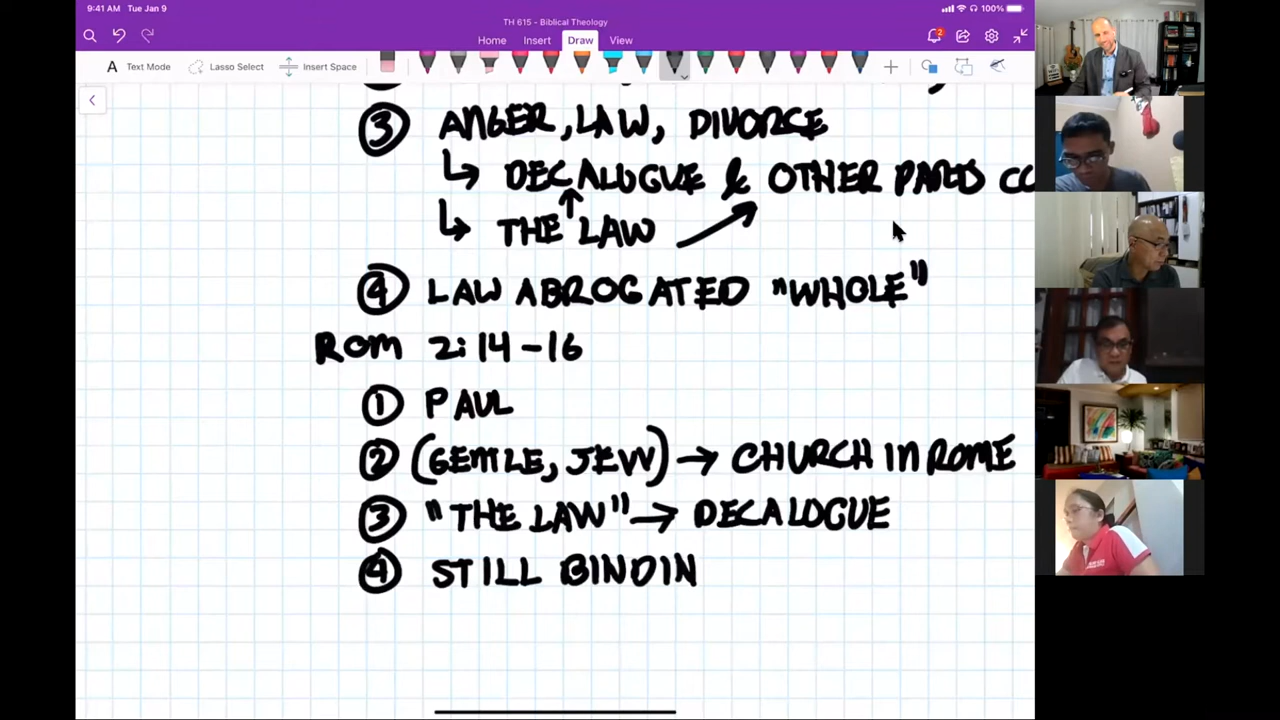 9:41 AM Tue Jan 9
100%
TH 615 - Biblical Theology
Home Insert Draw View
2
Text Mode Lasso Select Insert Space
③ ANGER, LAW, DIVORCE
↳ DECALOGUE & OTHER
↳ THE LAW
④ LAW ABROGATED "WHOLE"
ROM 2:14-16
① PAUL
② (GENTLE, JEW) → CHURCH IN ROME
③ "THE LAW" → DECALOGUE
④ STILL BINDIN